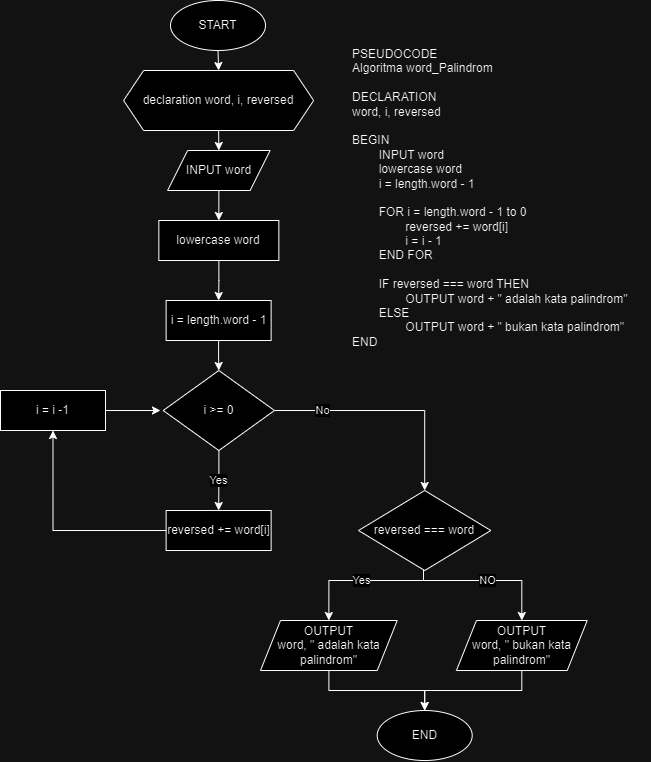 START
declaration word, i, reversed
INPUT word
lowercase word
i = length.word - 1
i >= 0
No
Yes
i = i -1
reversed += word[i]
reversed === word
Yes
NO
OUTPUT
word, " adalah kata
palindrom"
OUTPUT
word, " bukan kata
palindrom"
END
PSEUDOCODE
Algoritma word_Palindrom
DECLARATION
word, i, reversed
BEGIN
INPUT word
lowercase word
i = length.word - 1
FOR i = length.word - 1 to 0
reversed += word[i]
i = i - 1
END FOR
IF reversed === word THEN
OUTPUT word + " adalah kata palindrom"
ELSE
OUTPUT word + " bukan kata palindrom"
END